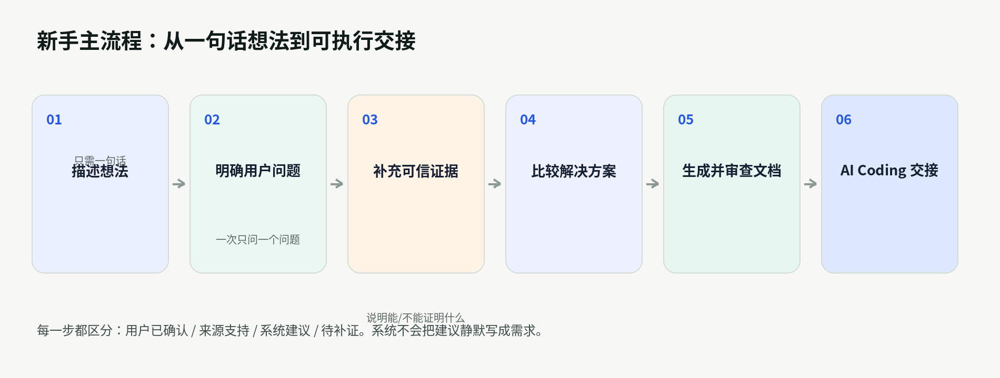 新手主流程：从一句话想法到可执行交接
01
只需一句话
描述想法
02
明确用户问题
一次只问一个问题
03
补充可信证据
04
比较解决方案
05
生成并审查文档
06
AI Coding 交接
说明能/不能证明什么
每一步都区分：用户已确认 / 来源支持 / 系统建议 / 待补证。系统不会把建议静默写成需求。